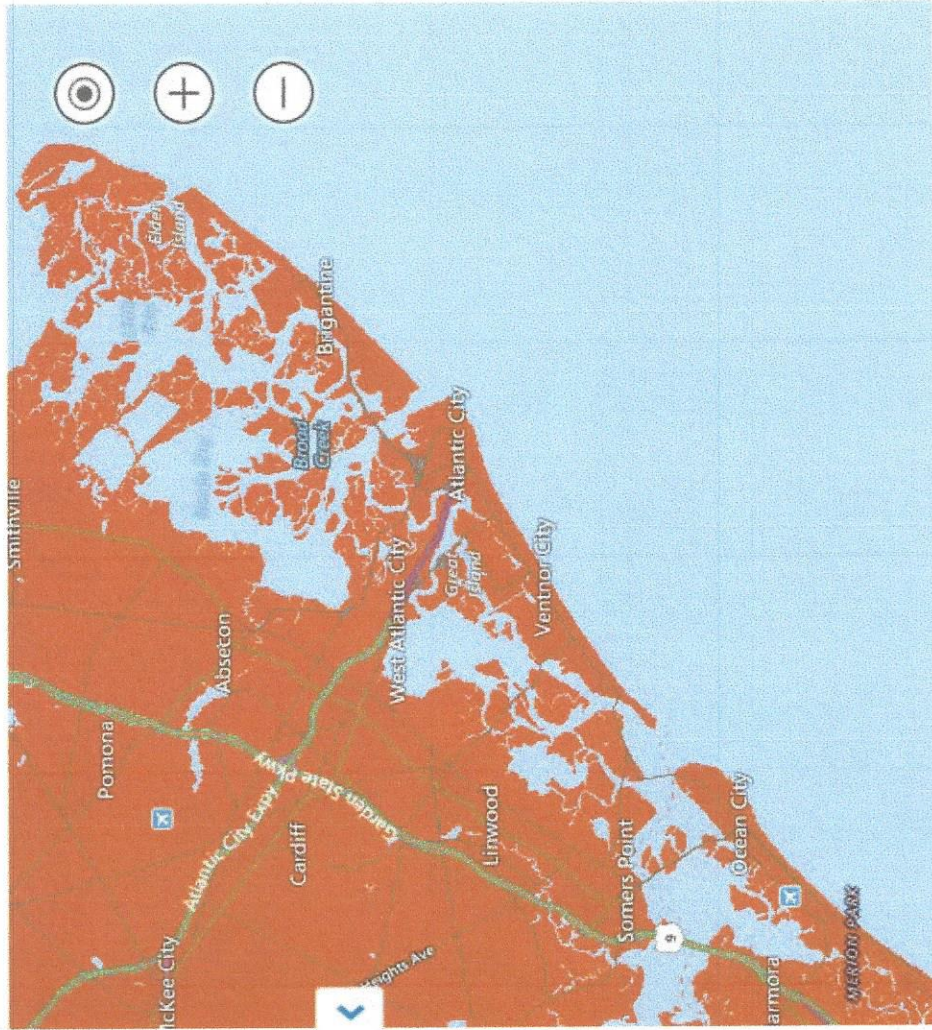 Smithville
Elder
Island
Brigantine
Broad
Creek
Absecon
Pomona
Atlantic City
West Atlantic City
Great
Island
Ventnor City
Atlantic City Expy
Garden State Pkwy
Cardiff
Linwood
Somers Point
Ocean City
9
Heights Ave
MERION PARK